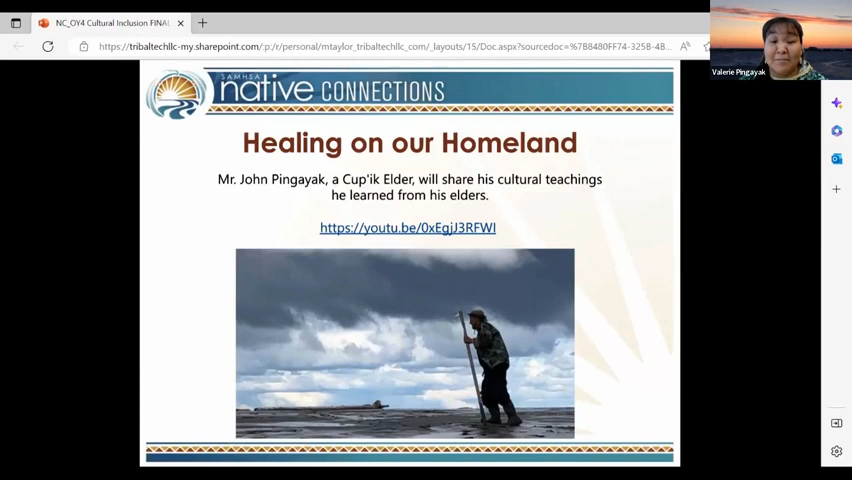 NC_OY4 Cultural Inclusion FINAL
https://tribaltechllc-my.sharepoint.com/:p:/r/personal/mtaylor_tribaltechllc_com/_layouts/15/Doc.aspx?sourcedoc=%7B8480FF74-325B-4B...
Valerie Pingayak
SAMHSA
native CONNECTIONS
Healing on our Homeland
Mr. John Pingayak, a Cup'ik Elder, will share his cultural teachings
he learned from his elders.
https://youtu.be/0xEgjJ3RFWI